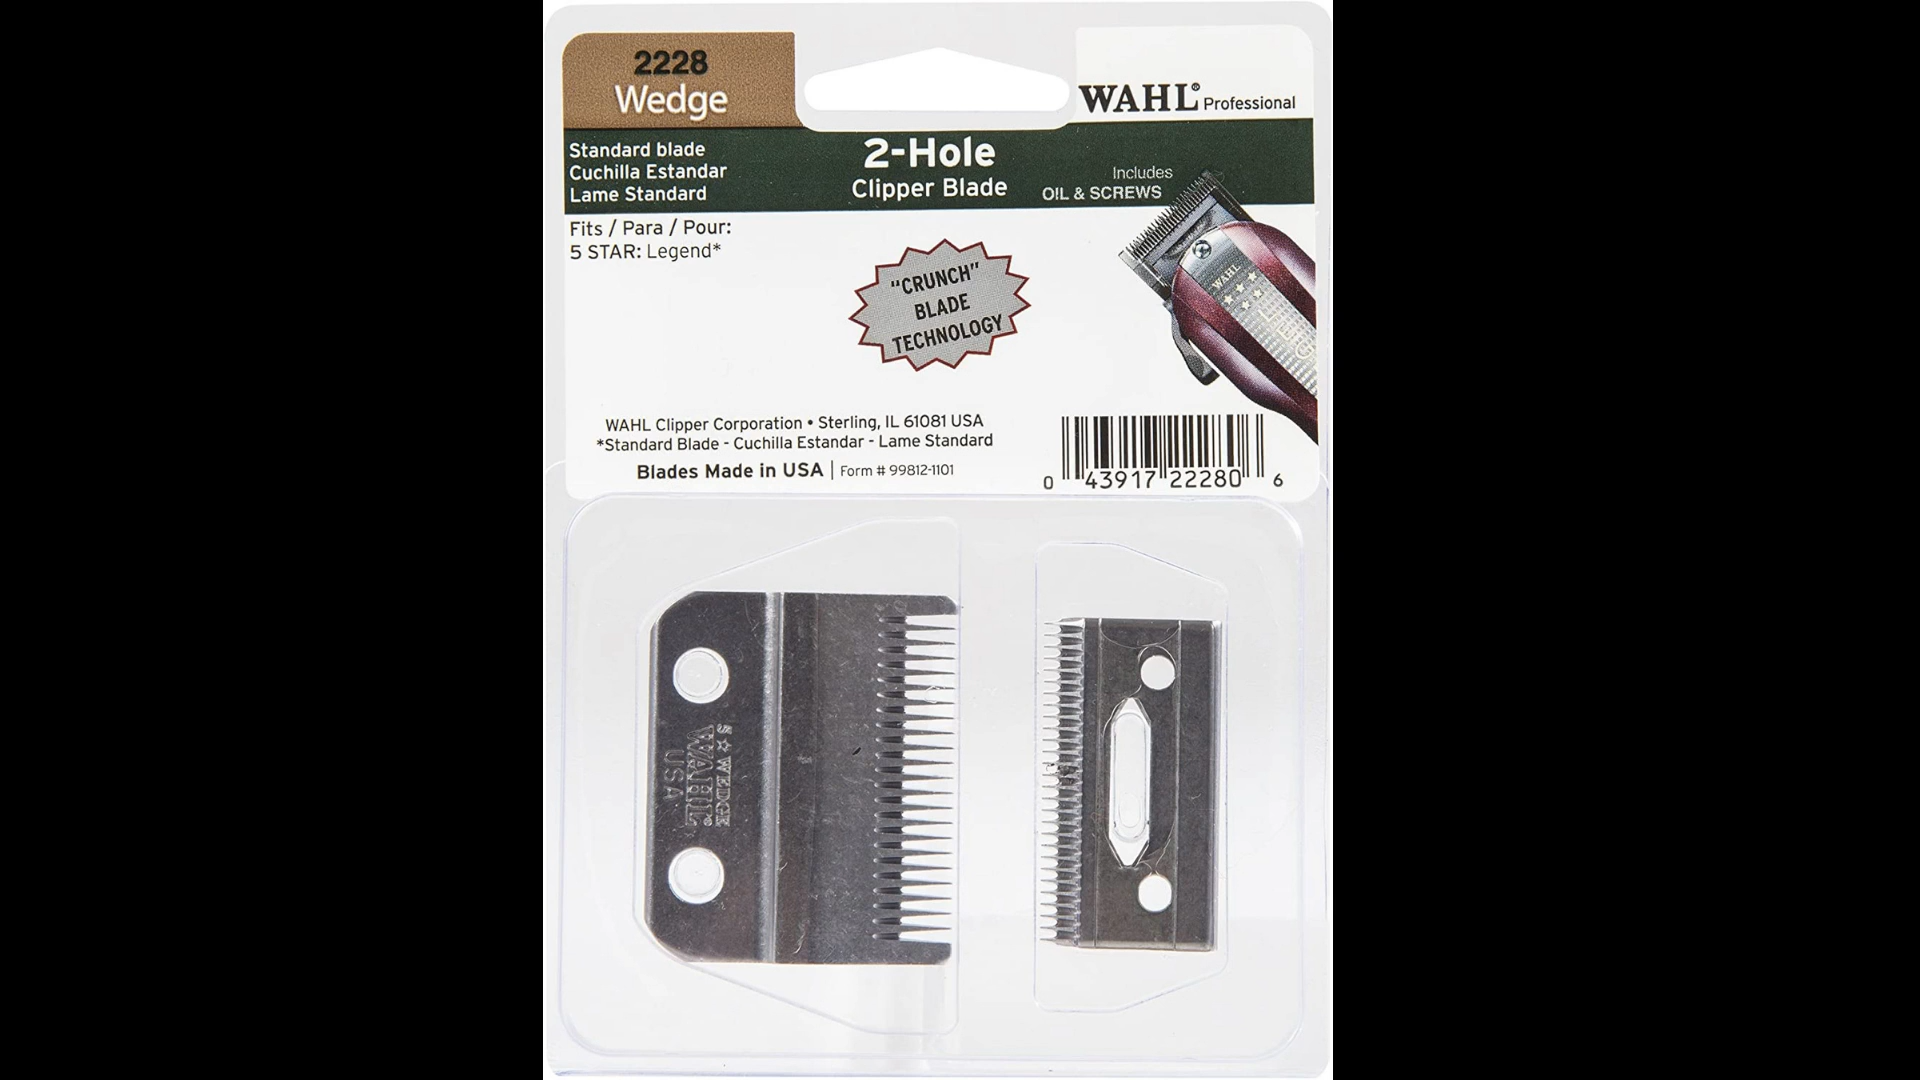 2228
Wedge
WAHL® Professional
Standard blade
Cuchilla Estandar
Lame Standard
2-Hole
Clipper Blade
Includes
OIL & SCREWS
Fits / Para / Pour:
5 STAR: Legend*
"CRUNCH"
BLADE
TECHNOLOGY
WAHL
LEG
WAHL Clipper Corporation • Sterling, IL 61081 USA
*Standard Blade - Cuchilla Estandar - Lame Standard
Blades Made in USA | Form # 99812-1101
0 43917 22280 6
5 ☆ WEDGE
WAHL®
USA